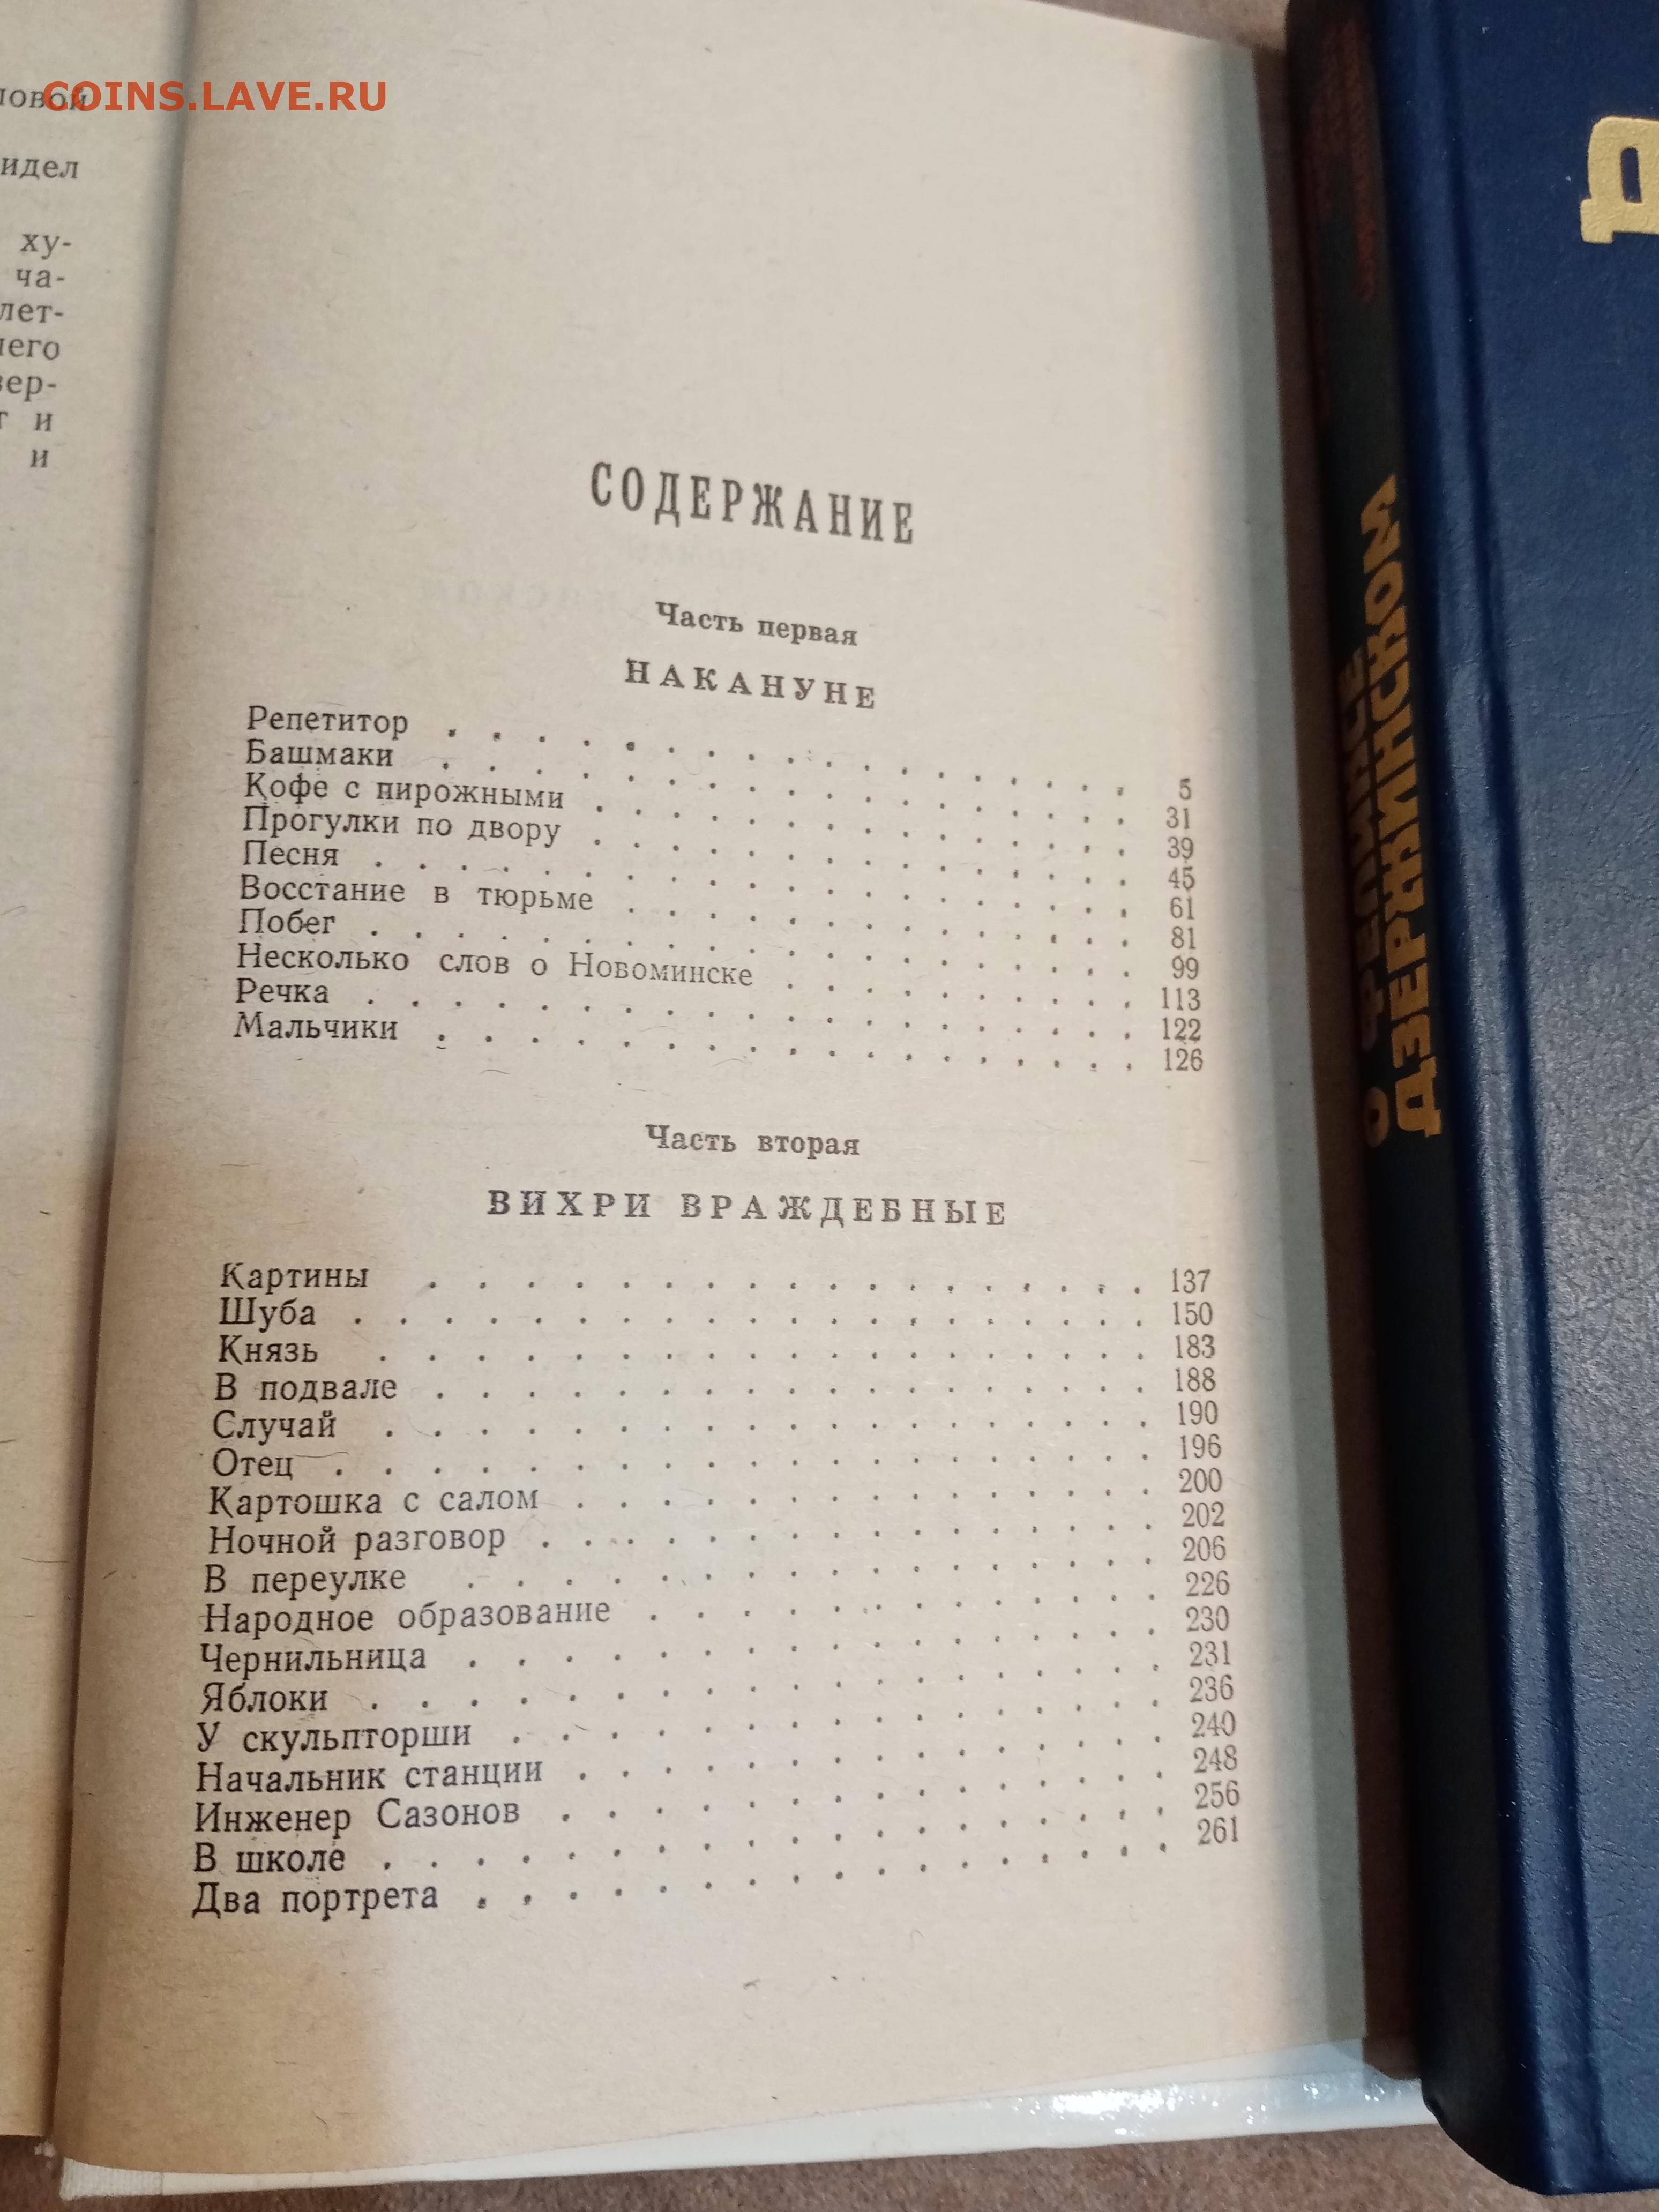 COINS.LAVE.RU
ловой
идел
ху-
ча-
лет-
его
вер-
т и
и
СОДЕРЖАНИЕ
Часть первая
НАКАНУНЕ
Репетитор . . . . . . . . . . . . . . . . 5
Башмаки . . . . . . . . . . . . . . . . 31
Кофе с пирожными . . . . . . . . . . . . 39
Прогулки по двору . . . . . . . . . . . . 45
Песня . . . . . . . . . . . . . . . . . 61
Восстание в тюрьме . . . . . . . . . . . 81
Побег . . . . . . . . . . . . . . . . . 99
Несколько слов о Новоминске . . . . . . . . 113
Речка . . . . . . . . . . . . . . . . . 122
Мальчики . . . . . . . . . . . . . . . . 126
Часть вторая
ВИХРИ ВРАЖДЕБНЫЕ
Картины . . . . . . . . . . . . . . . . 137
Шуба . . . . . . . . . . . . . . . . . 150
Князь . . . . . . . . . . . . . . . . . 183
В подвале . . . . . . . . . . . . . . . 188
Случай . . . . . . . . . . . . . . . . 190
Отец . . . . . . . . . . . . . . . . . 196
Картошка с салом . . . . . . . . . . . . 200
Ночной разговор . . . . . . . . . . . . . 202
В переулке . . . . . . . . . . . . . . . 206
Народное образование . . . . . . . . . . . 226
Чернильница . . . . . . . . . . . . . . 230
Яблоки . . . . . . . . . . . . . . . . 231
У скульпторши . . . . . . . . . . . . . 236
Начальник станции . . . . . . . . . . . . 240
Инженер Сазонов . . . . . . . . . . . . . 248
В школе . . . . . . . . . . . . . . . . 256
Два портрета . . . . . . . . . . . . . . 261
О ФЕЛИКСЕ
ДЗЕРЖИНСКОМ
Д